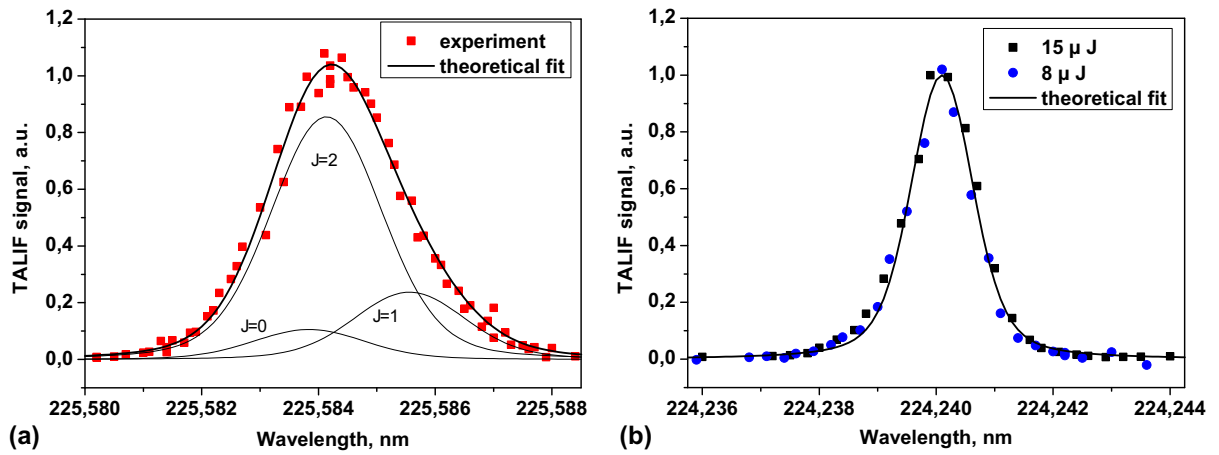 1,2
1,0
0,8
0,6
0,4
0,2
0,0
TALIF signal, a.u.
experiment
theoretical fit
J=2
J=0
J=1
225,580 225,582 225,584 225,586 225,588
Wavelength, nm
(a)
1,2
1,0
0,8
0,6
0,4
0,2
0,0
TALIF signal, a.u.
15 μ J
8 μ J
theoretical fit
224,236 224,238 224,240 224,242 224,244
Wavelength, nm
(b)